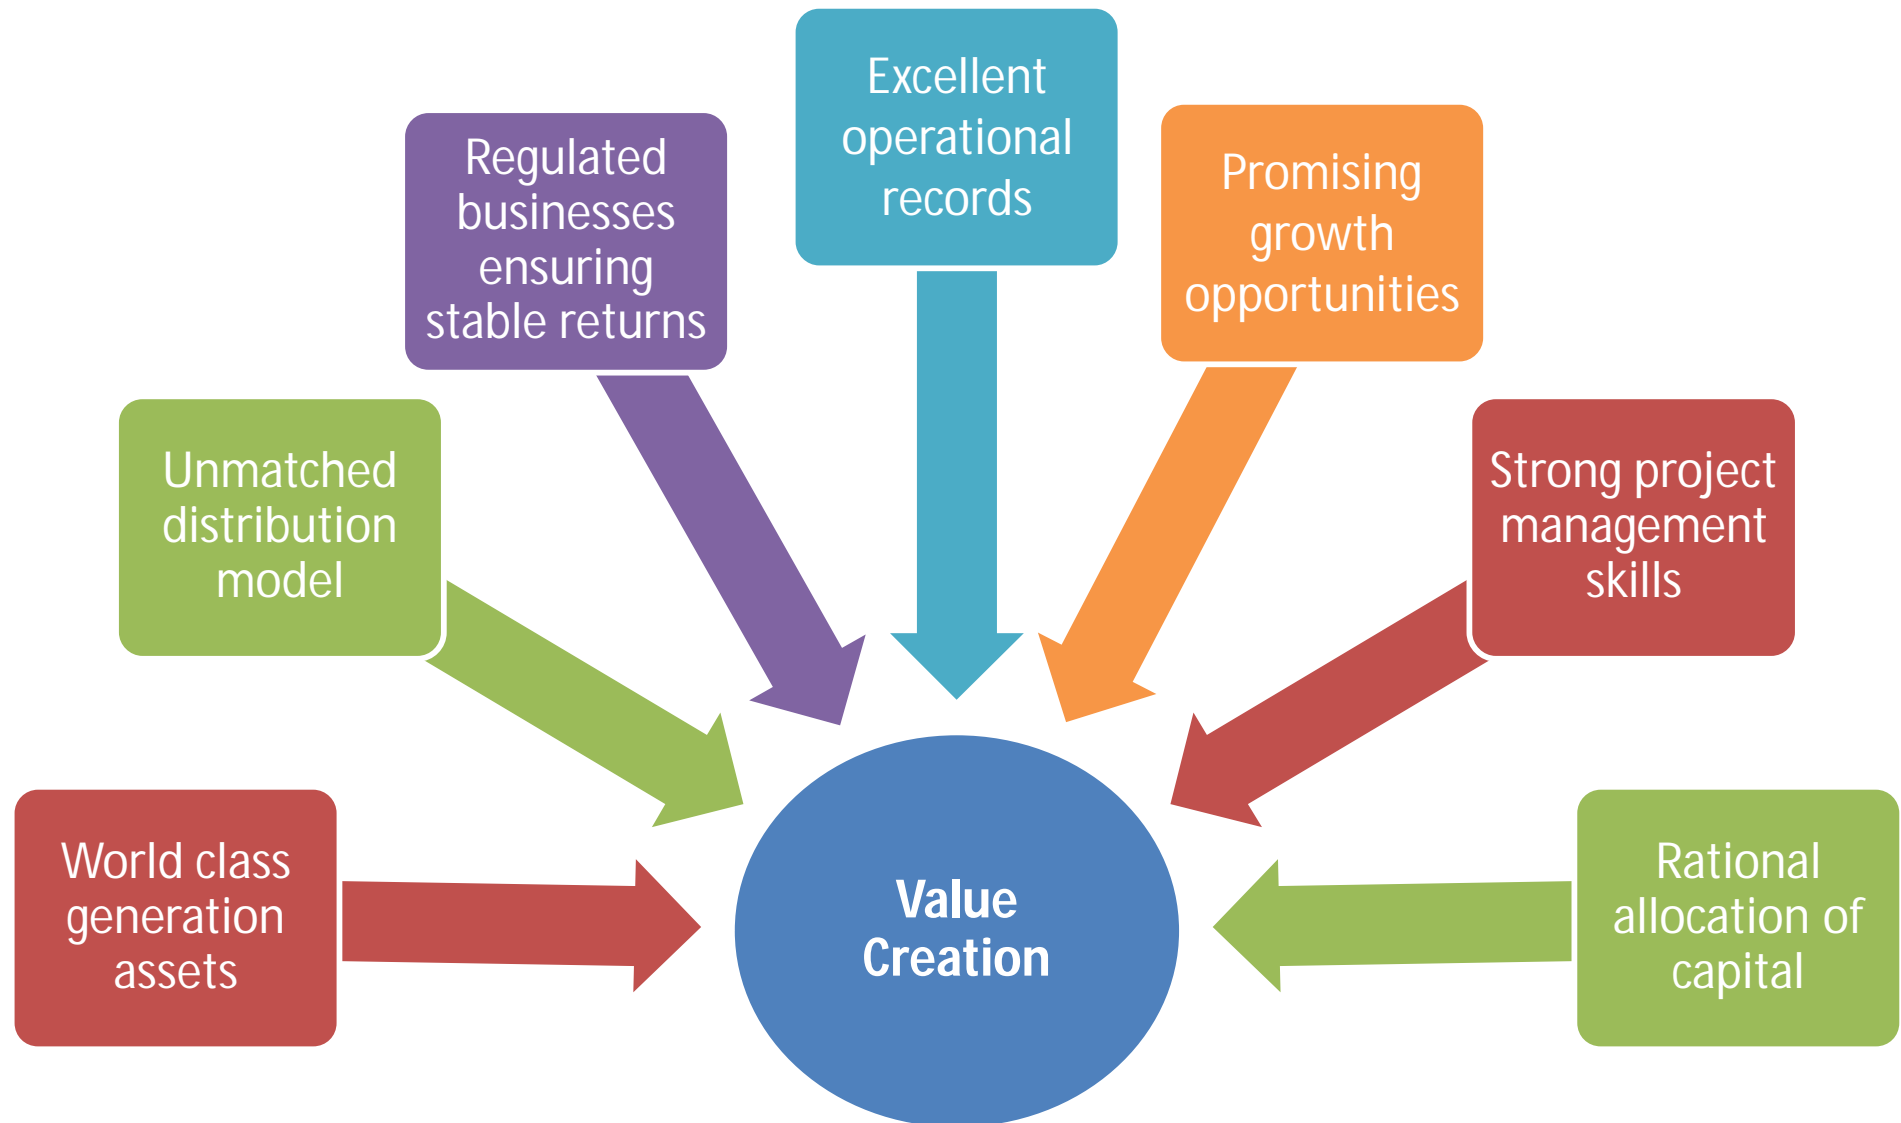 Excellent
operational
records
Regulated
businesses
ensuring
stable returns
Promising
growth
opportunities
Unmatched
distribution
model
Strong project
management
skills
World class
generation
assets
Value
Creation
Rational
allocation of
capital